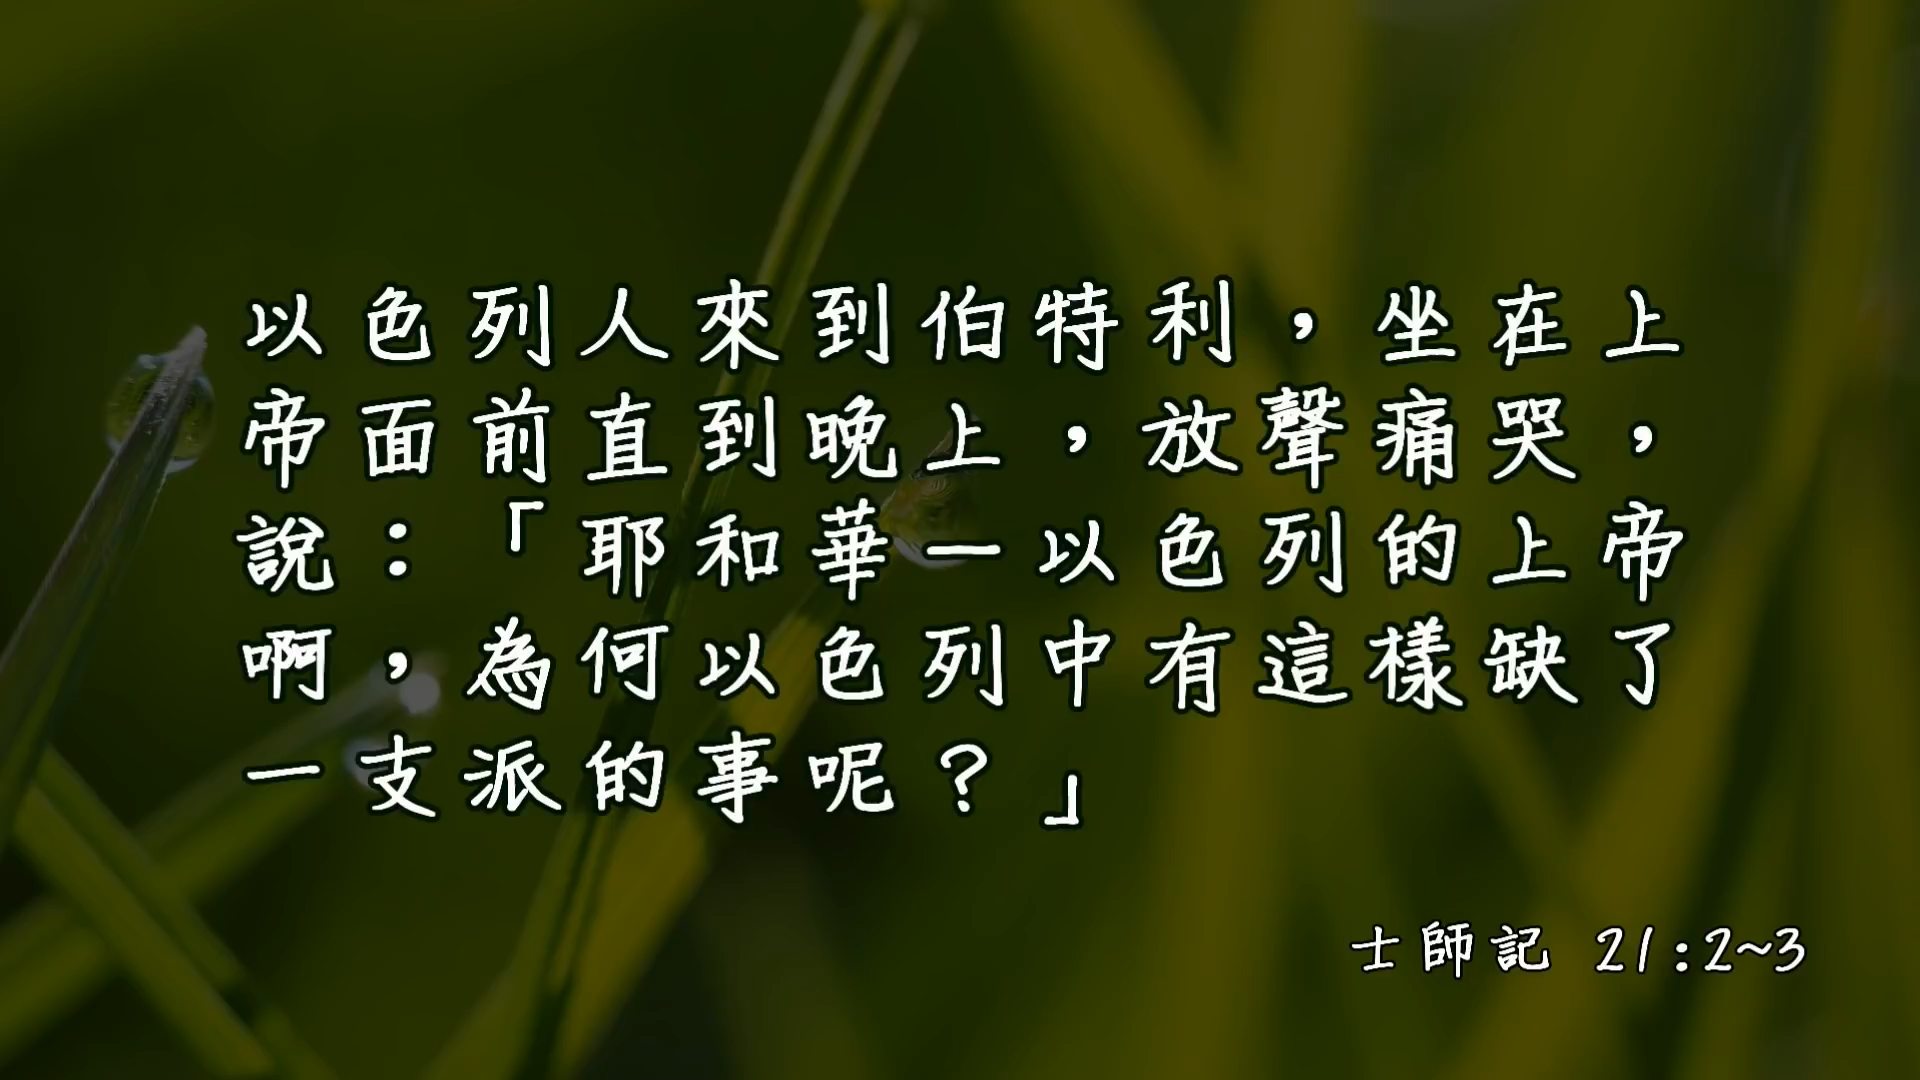 以色列人來到伯特利，坐在上
帝面前直到晚上，放聲痛哭，
說：「耶和華－以色列的上帝
啊，為何以色列中有這樣缺了
一支派的事呢？」
士師記 21:2~3